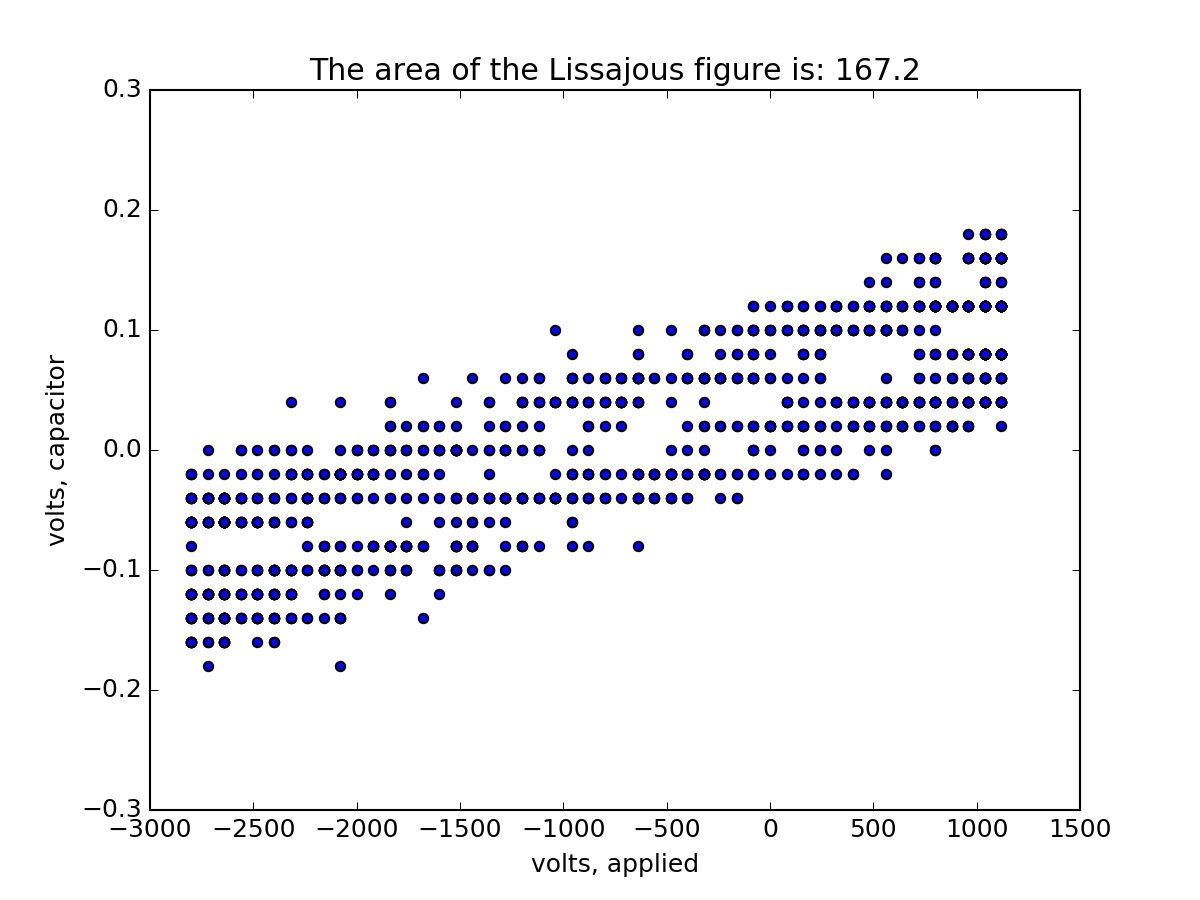 The area of the Lissajous figure is: 167.2
0.3
0.2
0.1
0.0
−0.1
−0.2
−0.3
volts, capacitor
−3000 −2500 −2000 −1500 −1000 −500 0 500 1000 1500
volts, applied